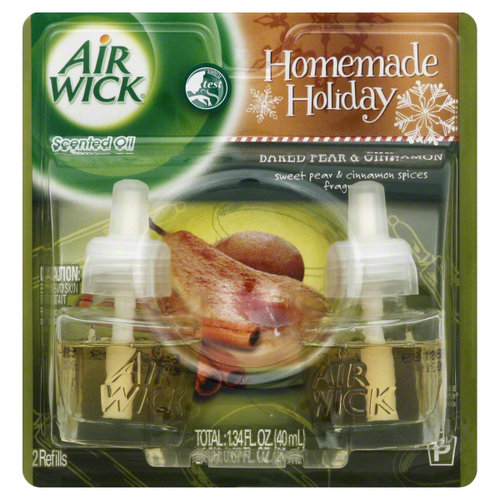 AIR
WICK®
Scented Oil
test
Homemade
Holiday
BAKED PEAR & CINNAMON
sweet pear & cinnamon spices
CAUTION:
AIR
WICK
AIR
WICK
TOTAL: 1.34 FL. OZ. (40 mL)
2 Refills